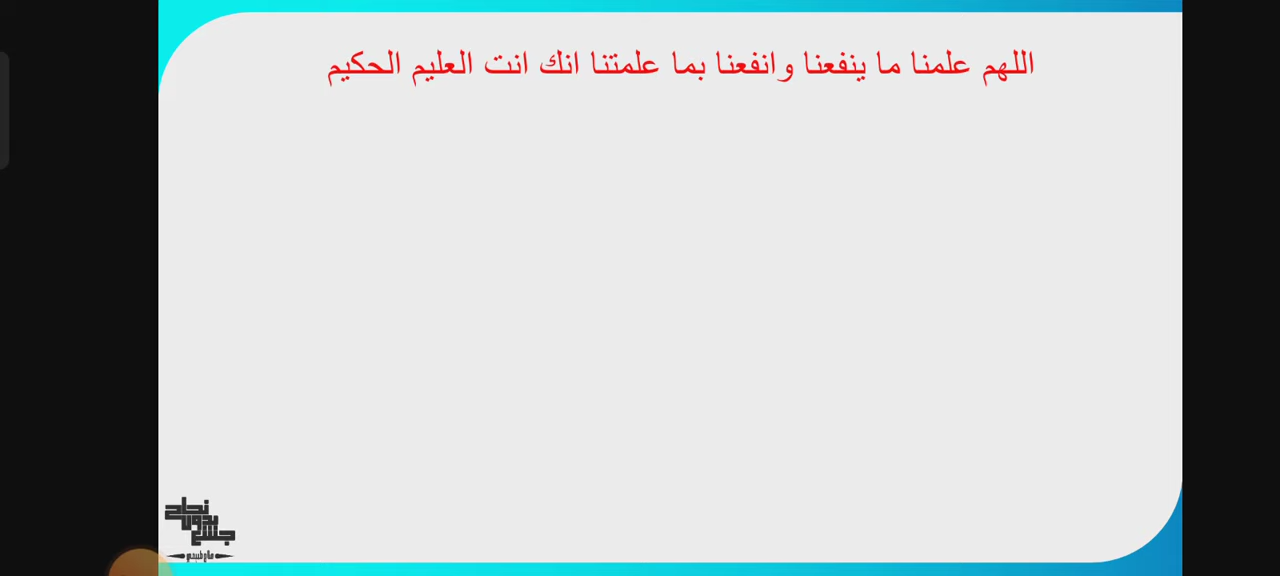 اللهم علمنا ما ينفعنا وانفعنا بما علمتنا انك انت العليم الحكيم